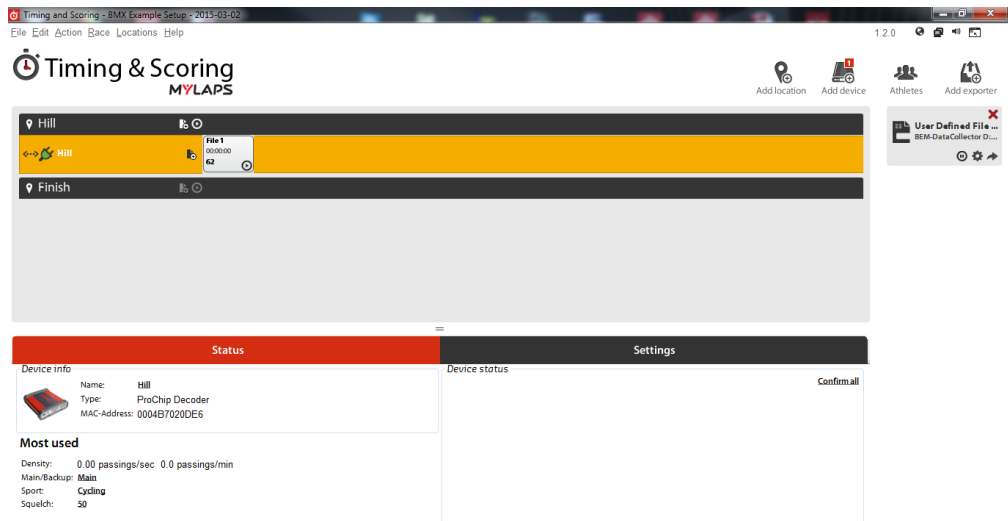 Timing and Scoring - BMX Example Setup - 2015-03-02
File Edit Action Race Locations Help
1.2.0
Timing & Scoring
MYLAPS
Add location
1
Add device
Athletes
Add exporter
Hill
Hill
File 1
00:00:00
62
Finish
User Defined File ...
BEM-DataCollector D:...
Status
Settings
Device info
Name: Hill
Type: ProChip Decoder
MAC-Address: 0004B7020DE6
Device status
Confirm all
Most used
Density: 0.00 passings/sec 0.0 passings/min
Main/Backup: Main
Sport: Cycling
Squelch: 50